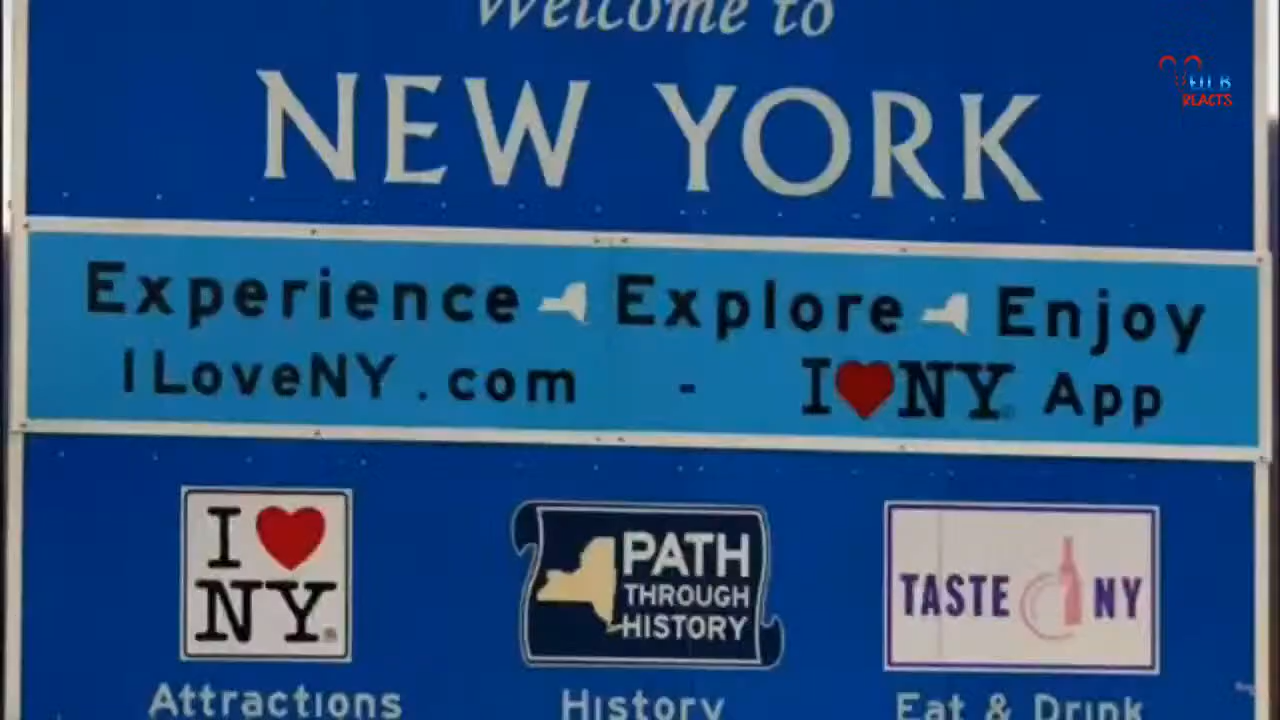 Welcome to
NEW YORK
Experience Explore Enjoy
ILoveNY.com - I❤NY App
I ❤
NY
PATH
THROUGH
HISTORY
TASTE NY
Attractions
History
Eat & Drink
REACTS